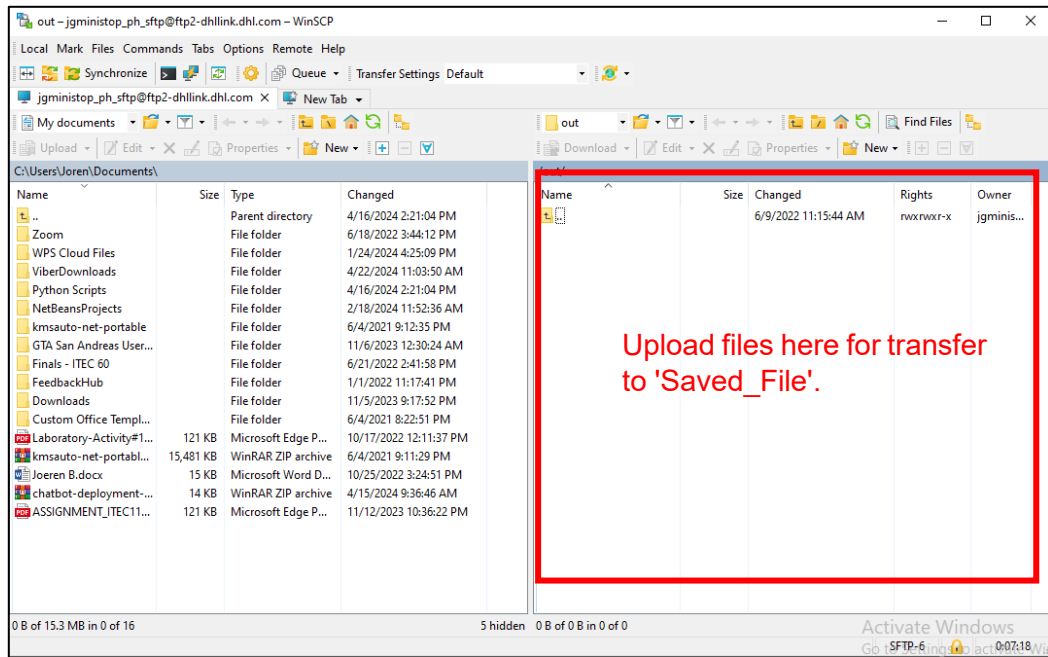 out – jgministop_ph_sftp@ftp2-dhllink.dhl.com – WinSCP
Local Mark Files Commands Tabs Options Remote Help
Synchronize Queue Transfer Settings Default
jgministop_ph_sftp@ftp2-dhllink.dhl.com × New Tab
My documents out Find Files
Upload Edit Properties New Download Edit Properties New
C:\Users\Joren\Documents\ /out/
Name Size Type Changed Name Size Changed Rights Owner
.. Parent directory 4/16/2024 2:21:04 PM .. 6/9/2022 11:15:44 AM rwxrwxr-x jgminis...
Zoom File folder 6/18/2022 3:44:12 PM
WPS Cloud Files File folder 1/24/2024 4:25:09 PM
ViberDownloads File folder 4/22/2024 11:03:50 AM
Python Scripts File folder 4/16/2024 2:21:04 PM
NetBeansProjects File folder 2/18/2024 11:52:36 AM
kmsauto-net-portable File folder 6/4/2021 9:12:35 PM
GTA San Andreas User... File folder 11/6/2023 12:30:24 AM
Finals - ITEC 60 File folder 6/21/2022 2:41:58 PM
FeedbackHub File folder 1/1/2022 11:17:41 PM
Downloads File folder 11/5/2023 9:17:52 PM
Custom Office Templ... File folder 6/4/2021 8:22:51 PM
Laboratory-Activity#1... 121 KB Microsoft Edge P... 10/17/2022 12:11:37 PM
kmsauto-net-portabl... 15,481 KB WinRAR ZIP archive 6/4/2021 9:11:29 PM
Joeren B.docx 15 KB Microsoft Word D... 10/25/2022 3:24:51 PM
chatbot-deployment-... 14 KB WinRAR ZIP archive 4/15/2024 9:36:46 AM
ASSIGNMENT_ITEC11... 121 KB Microsoft Edge P... 11/12/2023 10:36:22 PM
Upload files here for transfer
to 'Saved_File'.
0 B of 15.3 MB in 0 of 16 5 hidden 0 B of 0 B in 0 of 0
Activate Windows
SFTP-6 0:07:18